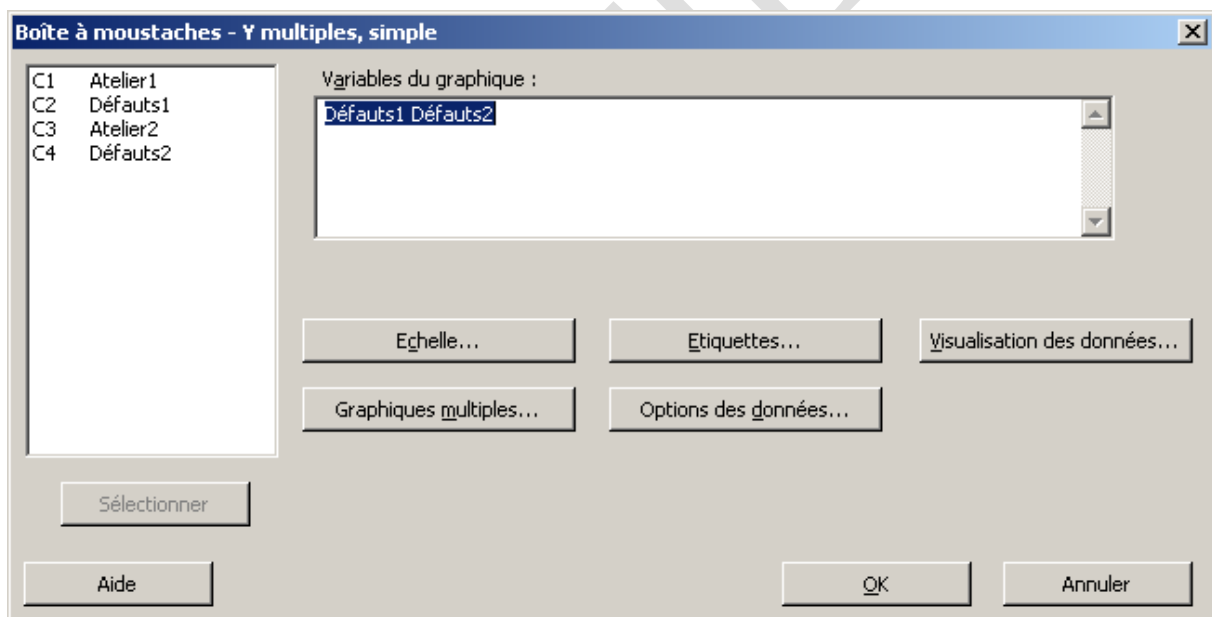 Boîte à moustaches - Y multiples, simple
C1 Atelier1
C2 Défauts1
C3 Atelier2
C4 Défauts2
Variables du graphique :
Défauts1 Défauts2
Echelle... Etiquettes... Visualisation des données...
Graphiques multiples... Options des données...
Sélectionner
Aide OK Annuler